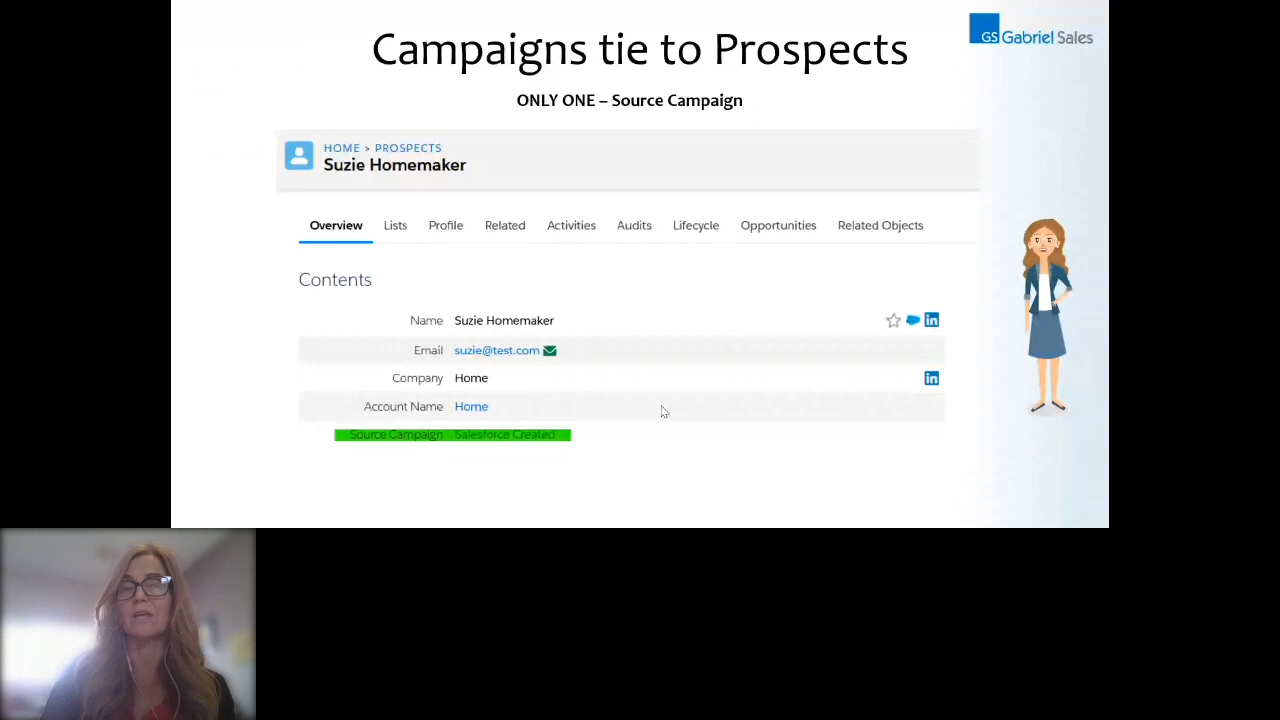 Campaigns tie to Prospects
GS Gabriel Sales
ONLY ONE – Source Campaign
HOME > PROSPECTS
Suzie Homemaker
Overview Lists Profile Related Activities Audits Lifecycle Opportunities Related Objects
Contents
Name Suzie Homemaker
in
Email suzie@test.com
Company Home
in
Account Name Home
Source Campaign Salesforce Created